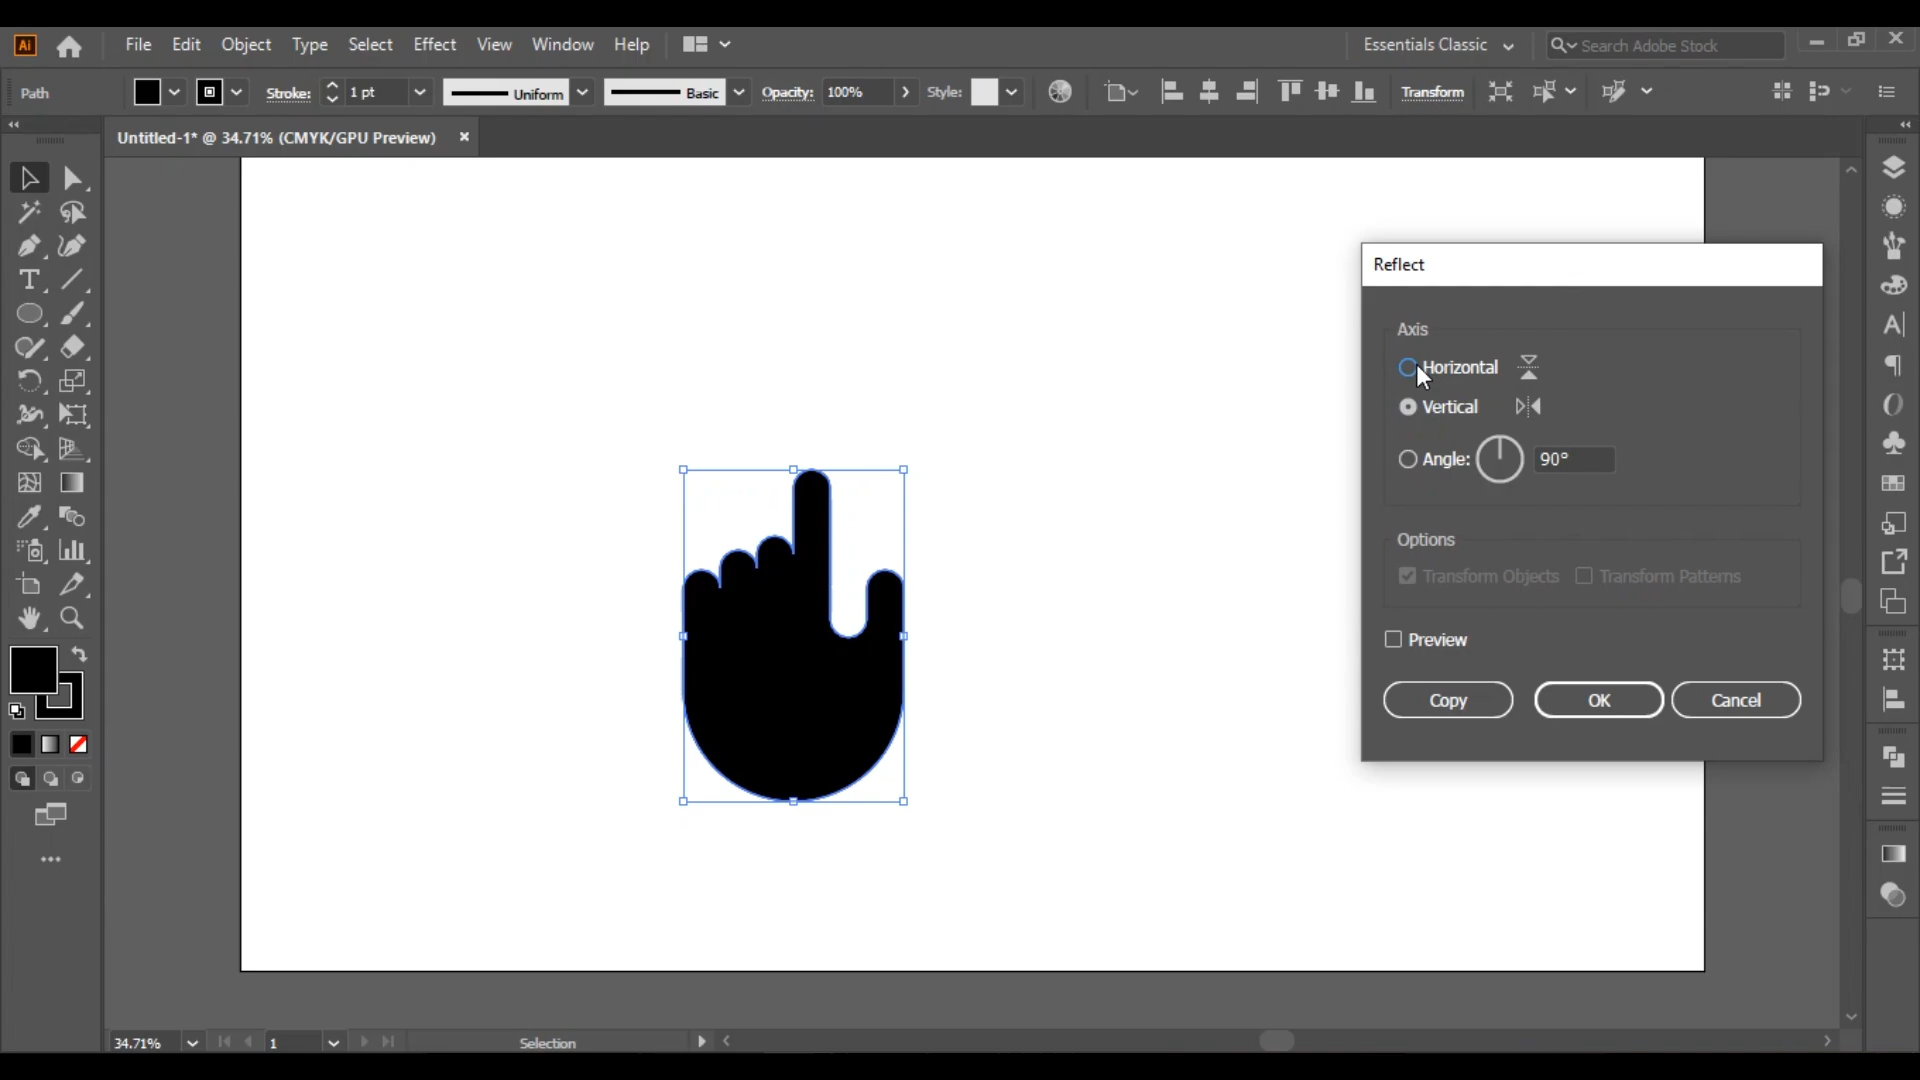 Ai File Edit Object Type Select Effect View Window Help Essentials Classic Search Adobe Stock
Path Stroke: 1 pt Uniform Basic Opacity: 100% Style: Transform
Untitled-1* @ 34.71% (CMYK/GPU Preview)
Reflect
Axis
Horizontal
Vertical
Angle: 90°
Options
Transform Objects Transform Patterns
Preview
Copy OK Cancel
34.71% 1 Selection